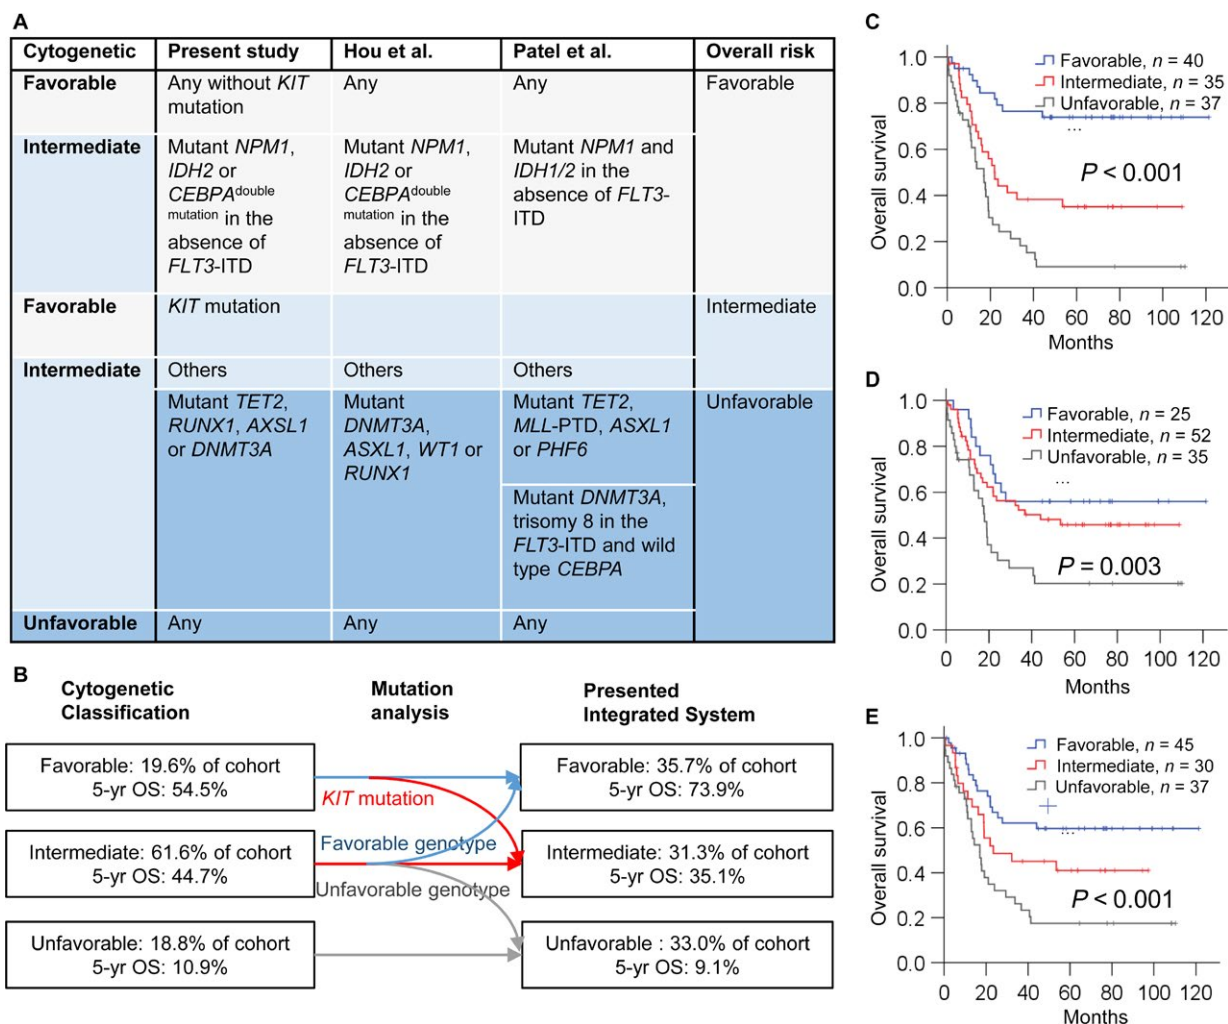 A
Cytogenetic Present study Hou et al. Patel et al. Overall risk
Favorable
Any without KIT
mutation
Any
Any
Favorable
Intermediate
Mutant NPM1,
IDH2 or
CEBPAdouble
mutation in the
absence of
FLT3-ITD
Mutant NPM1,
IDH2 or
CEBPAdouble
mutation in the
absence of
FLT3-ITD
Mutant NPM1 and
IDH1/2 in the
absence of FLT3-
ITD
Favorable
KIT mutation
Intermediate
Intermediate
Others
Others
Others
Mutant TET2,
RUNX1, AXSL1
or DNMT3A
Mutant
DNMT3A,
ASXL1, WT1 or
RUNX1
Mutant TET2,
MLL-PTD, ASXL1
or PHF6
Unfavorable
Mutant DNMT3A,
trisomy 8 in the
FLT3-ITD and wild
type CEBPA
Unfavorable
Any
Any
Any
B
Cytogenetic
Classification
Mutation
analysis
Presented
Integrated System
Favorable: 19.6% of cohort
5-yr OS: 54.5%
Intermediate: 61.6% of cohort
5-yr OS: 44.7%
Unfavorable: 18.8% of cohort
5-yr OS: 10.9%
KIT mutation
Favorable genotype
Unfavorable genotype
Favorable: 35.7% of cohort
5-yr OS: 73.9%
Intermediate: 31.3% of cohort
5-yr OS: 35.1%
Unfavorable : 33.0% of cohort
5-yr OS: 9.1%
C
Overall survival
1.0
0.8
0.6
0.4
0.2
0.0
Favorable, n = 40
Intermediate, n = 35
Unfavorable, n = 37
...
P < 0.001
0 20 40 60 80 100 120
Months
D
Overall survival
1.0
0.8
0.6
0.4
0.2
0.0
Favorable, n = 25
Intermediate, n = 52
Unfavorable, n = 35
...
P = 0.003
0 20 40 60 80 100 120
Months
E
Overall survival
1.0
0.8
0.6
0.4
0.2
0.0
Favorable, n = 45
Intermediate, n = 30
Unfavorable, n = 37
...
P < 0.001
0 20 40 60 80 100 120
Months